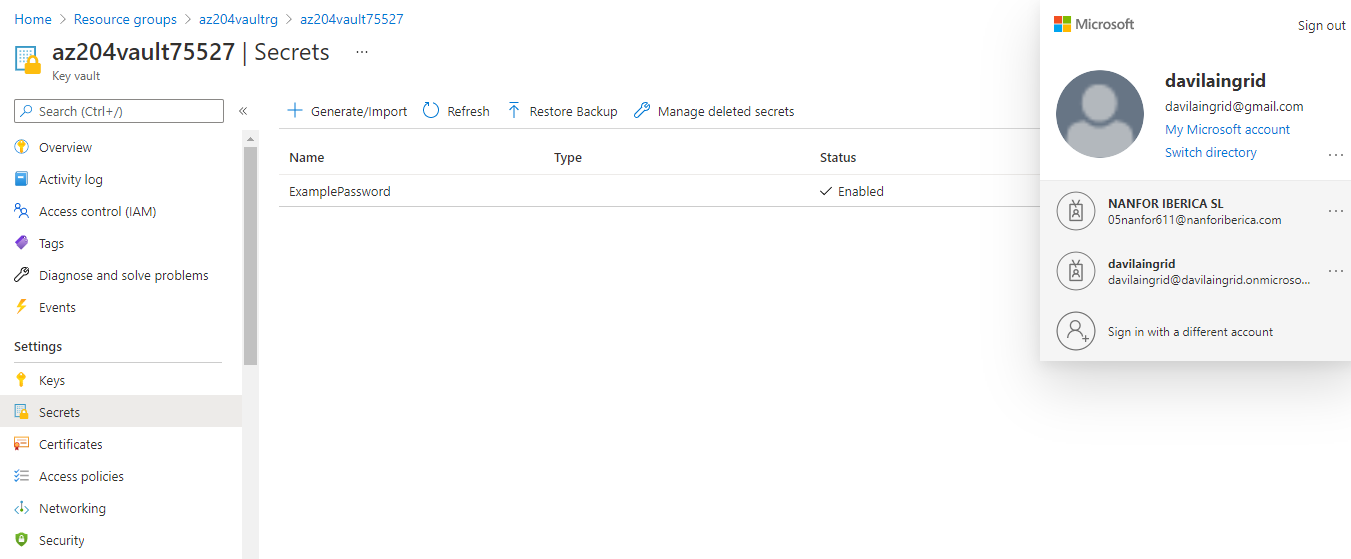 Home > Resource groups > az204vaultrg > az204vault75527
az204vault75527 | Secrets ...
Key vault
Search (Ctrl+/) «
Overview
Activity log
Access control (IAM)
Tags
Diagnose and solve problems
Events
Settings
Keys
Secrets
Certificates
Access policies
Networking
Security
Generate/Import Refresh Restore Backup Manage deleted secrets
Name Type Status
ExamplePassword Enabled
Microsoft Sign out
davilaingrid
davilaingrid@gmail.com
My Microsoft account
Switch directory ...
NANFOR IBERICA SL ...
05nanfor611@nanforiberica.com
davilaingrid ...
davilaingrid@davilaingrid.onmicroso...
Sign in with a different account